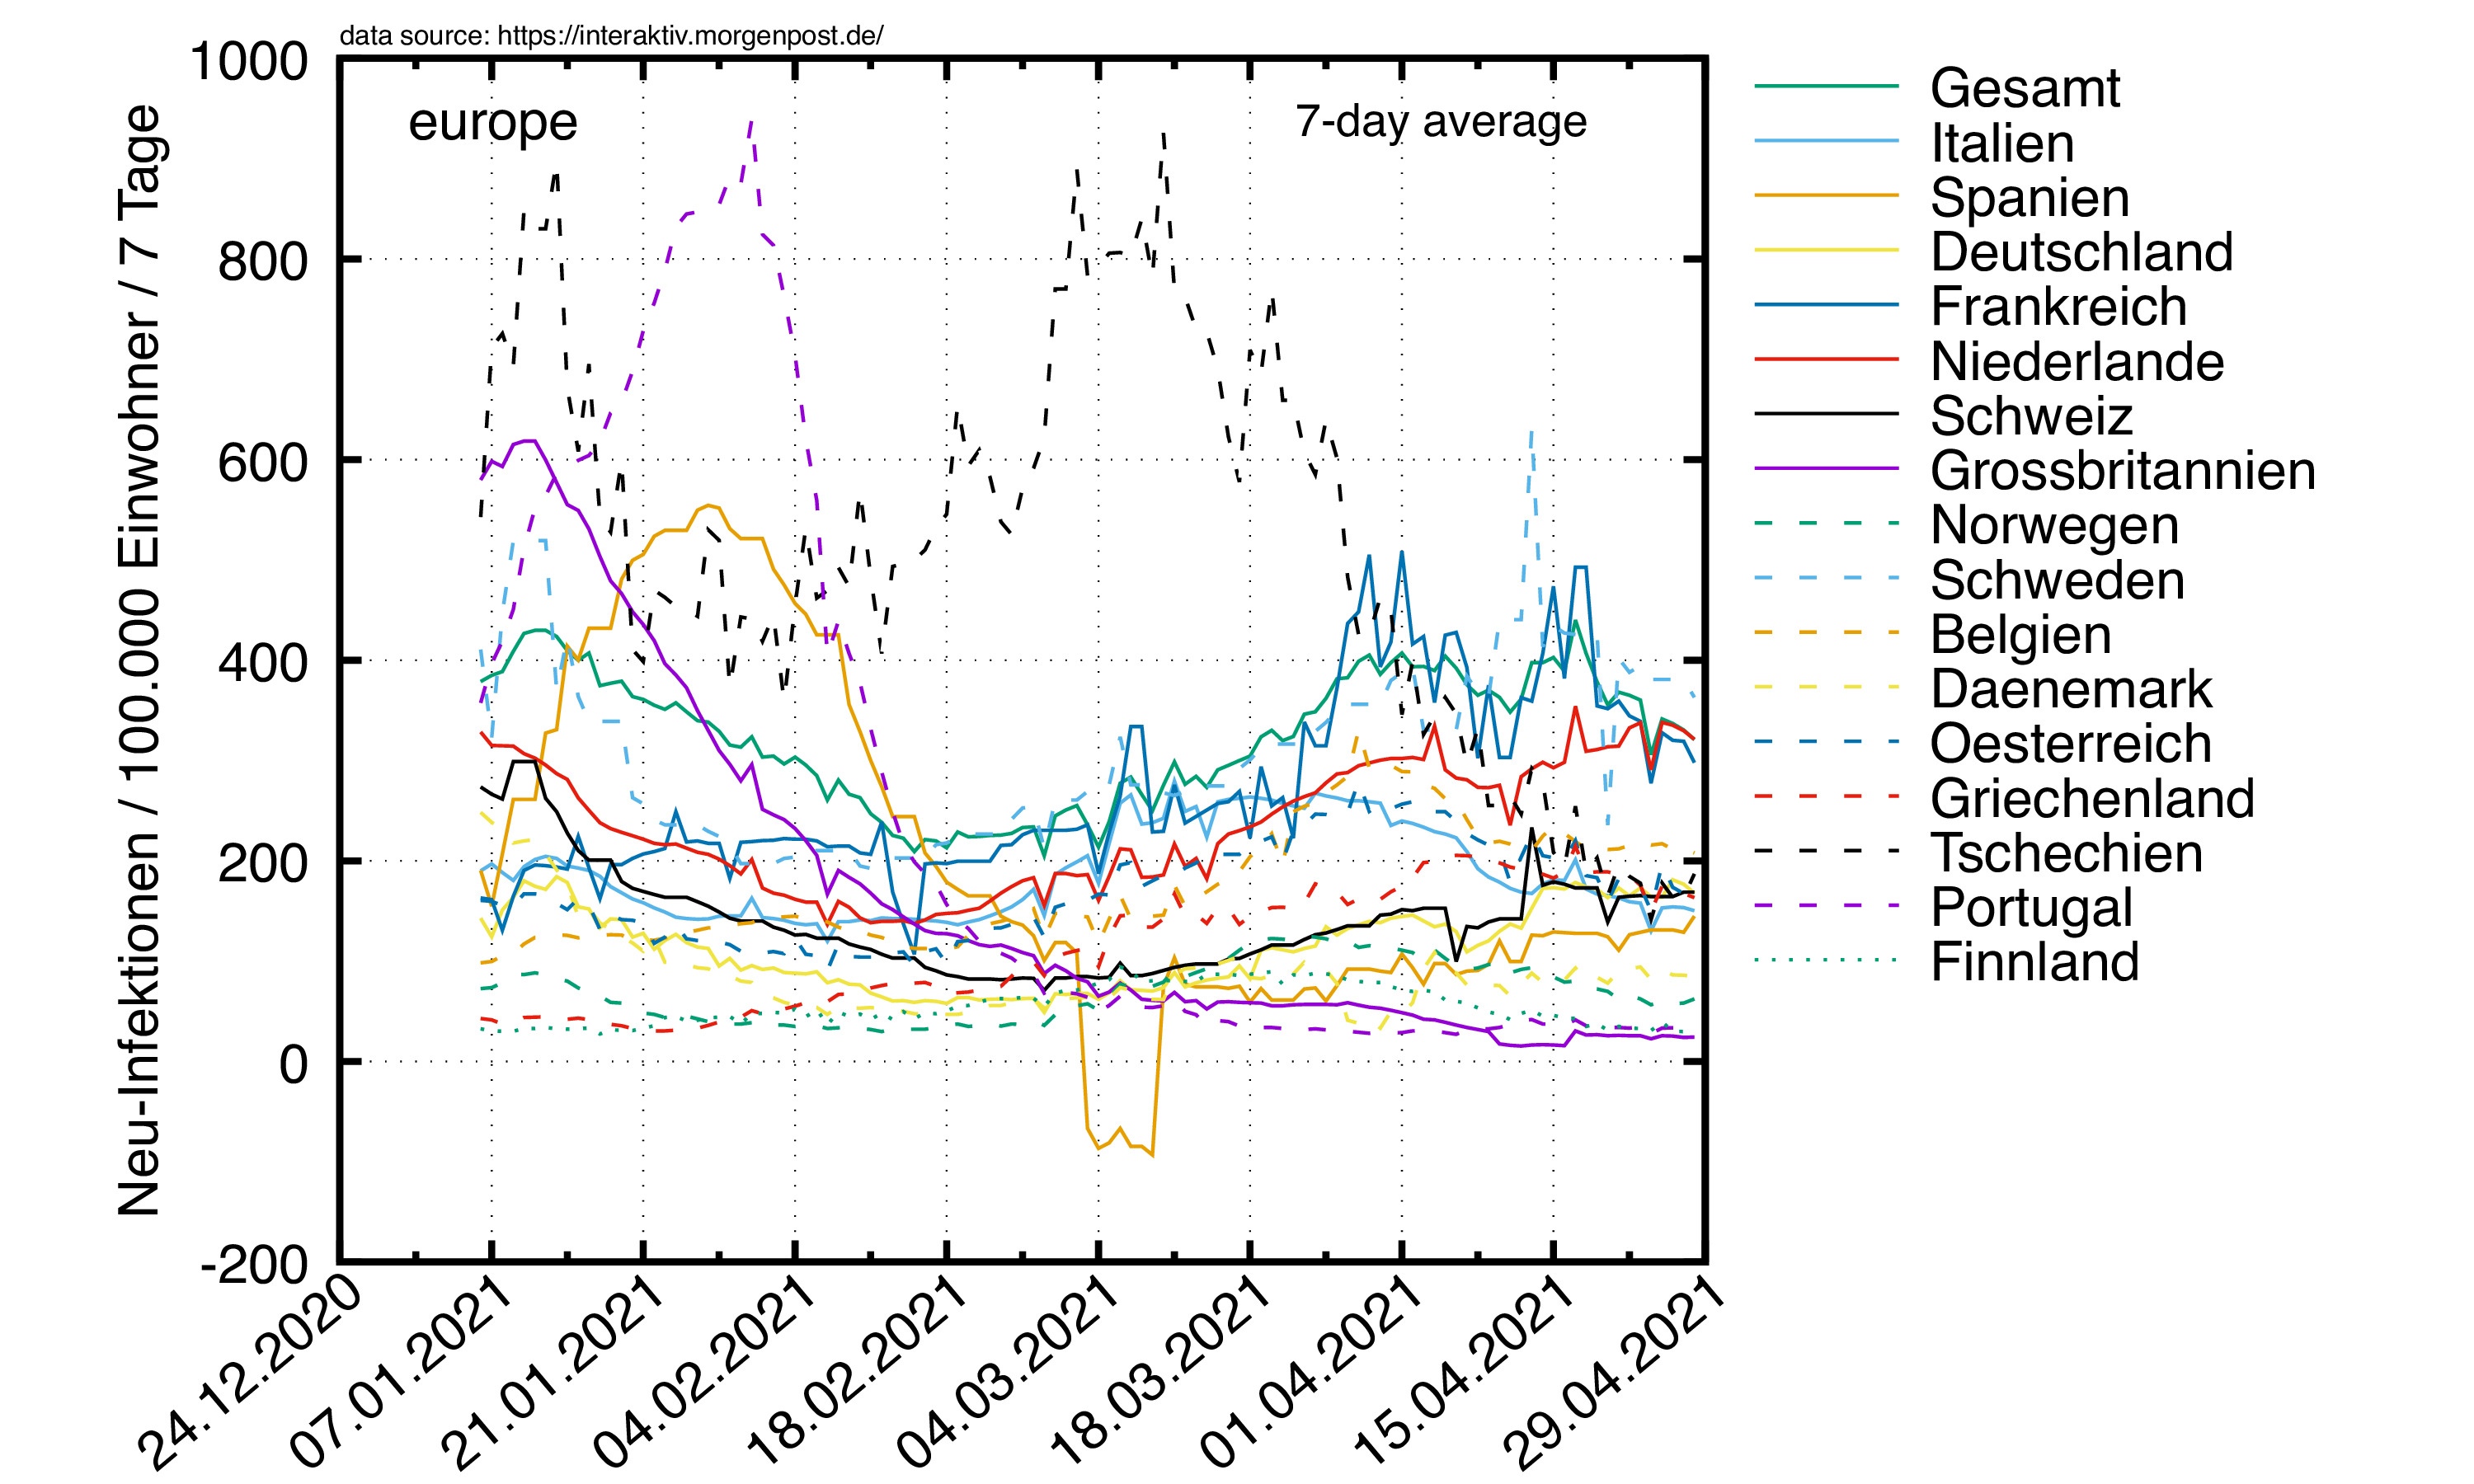 data source: https://interaktiv.morgenpost.de/
1000
800
600
400
200
0
-200
Neu-Infektionen / 100.000 Einwohner / 7 Tage
europe
7-day average
24.12.2020
07.01.2021
21.01.2021
04.02.2021
18.02.2021
04.03.2021
18.03.2021
01.04.2021
15.04.2021
29.04.2021
Gesamt
Italien
Spanien
Deutschland
Frankreich
Niederlande
Schweiz
Grossbritannien
Norwegen
Schweden
Belgien
Daenemark
Oesterreich
Griechenland
Tschechien
Portugal
Finnland